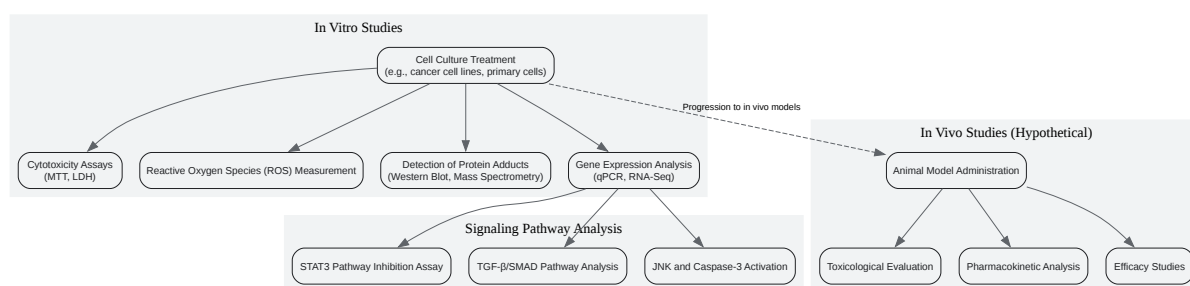 In Vitro Studies
Cell Culture Treatment
(e.g., cancer cell lines, primary cells)
Progression to in vivo models
In Vivo Studies (Hypothetical)
Cytotoxicity Assays
(MTT, LDH)
Reactive Oxygen Species (ROS) Measurement
Detection of Protein Adducts
(Western Blot, Mass Spectrometry)
Gene Expression Analysis
(qPCR, RNA-Seq)
Animal Model Administration
Signaling Pathway Analysis
STAT3 Pathway Inhibition Assay
TGF-β/SMAD Pathway Analysis
JNK and Caspase-3 Activation
Toxicological Evaluation
Pharmacokinetic Analysis
Efficacy Studies